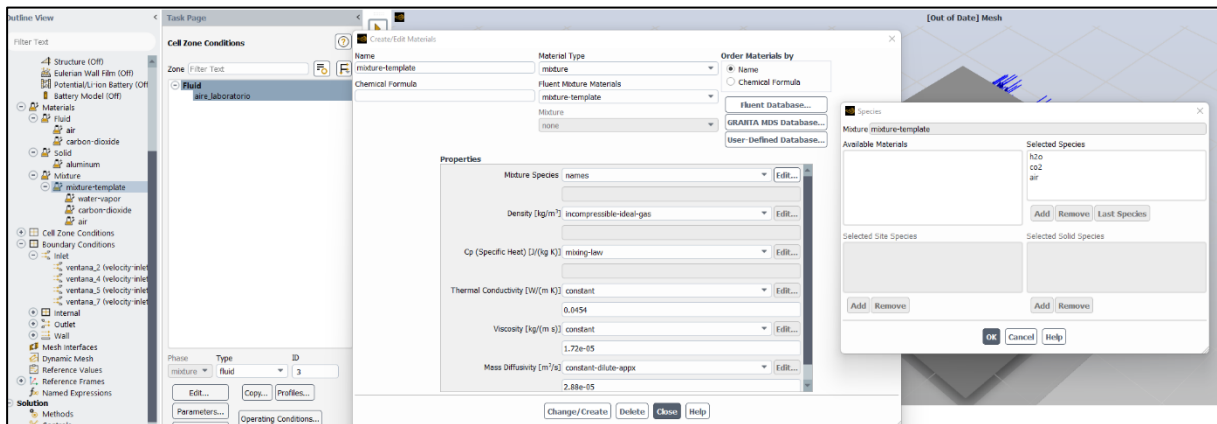 Outline View
Filter Text
Structure (Off)
Eulerian Wall Film (Off)
Potential/Li-ion Battery (Off
Battery Model (Off)
Materials
Fluid
air
carbon-dioxide
Solid
aluminum
Mixture
mixture-template
water-vapor
carbon-dioxide
air
Cell Zone Conditions
Boundary Conditions
Inlet
ventana_2 (velocity-inlet
ventana_4 (velocity-inlet
ventana_5 (velocity-inlet
ventana_7 (velocity-inlet
Internal
Outlet
Wall
Mesh Interfaces
Dynamic Mesh
Reference Values
Reference Frames
Named Expressions
Solution
Methods
Task Page
Cell Zone Conditions
Zone Filter Text
Fluid
aire_laboratorio
Phase Type ID
mixture fluid 3
Edit... Copy... Profiles...
Parameters... Operating Conditions...
[Out of Date] Mesh
Create/Edit Materials
Name Material Type Order Materials by
mixture-template mixture Name
Chemical Formula Fluent Mixture Materials Chemical Formula
mixture-template
Mixture
none
Fluent Database...
GRANTA MDS Database...
User-Defined Database...
Properties
Mixture Species names Edit...
Density [kg/m³] incompressible-ideal-gas Edit...
Cp (Specific Heat) [J/(kg K)] mixing-law Edit...
Thermal Conductivity [W/(m K)] constant Edit...
0.0454
Viscosity [kg/(m s)] constant Edit...
1.72e-05
Mass Diffusivity [m²/s] constant-dilute-appx Edit...
2.88e-05
Change/Create Delete Close Help
Species
Mixture mixture-template
Available Materials Selected Species
h2o
co2
air
Add Remove Last Species
Selected Site Species Selected Solid Species
Add Remove Add Remove
OK Cancel Help